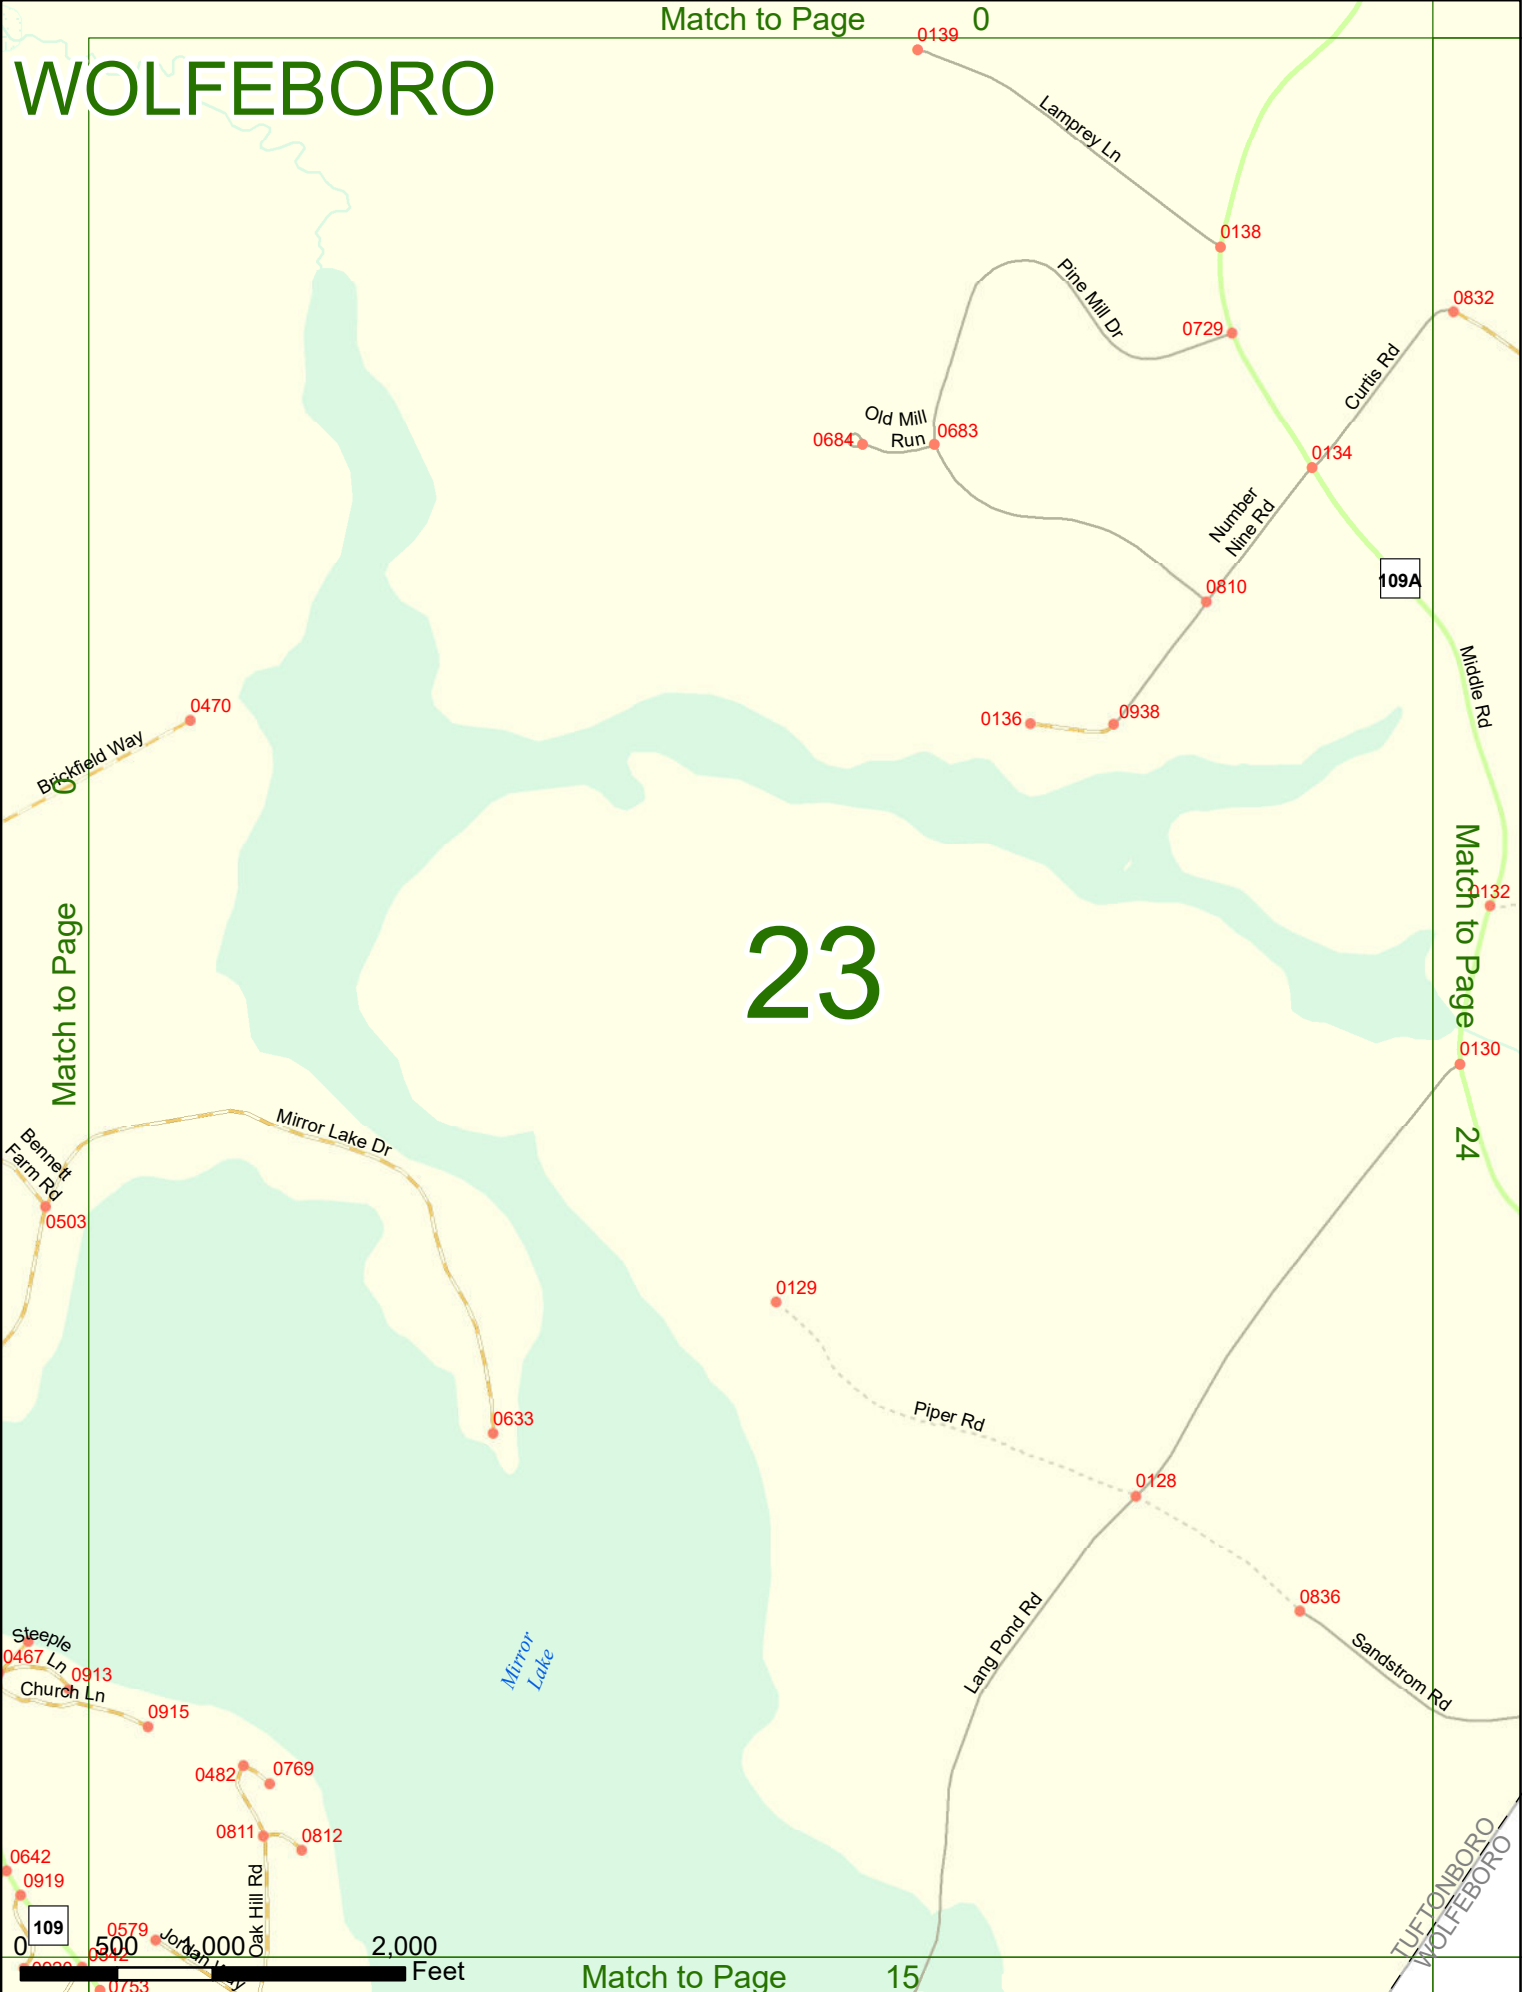 Match to Page 0
0139
WOLFEBORO
Lamprey Ln
0138
Pine Mill Dr
0832
0729
Curtis Rd
Old Mill
Run
0684
0683
0134
Number
Nine Rd
109A
0810
Middle Rd
0470
0136
0938
Brickfield Way
0
Match to Page
0132
23
Match to Page
24
0130
Mirror Lake Dr
Bennett
Farm Rd
0503
0129
Piper Rd
0633
0128
0836
Lang Pond Rd
Sandstrom Rd
Mirror
Lake
Steeple
Ln
0467
0913
Church Ln
0915
0482
0769
0811
0812
0642
0919
Oak Hill Rd
109
TUFTONBORO
WOLFEBORO
0579
Jordan Way
0 500 1,000 2,000
Feet
0542
0753
Match to Page 15